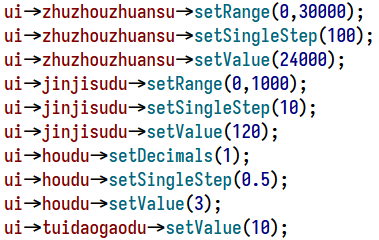 ui->zhuzhouzhuansu->setRange(0,30000);
ui->zhuzhouzhuansu->setSingleStep(100);
ui->zhuzhouzhuansu->setValue(24000);
ui->jinjisudu->setRange(0,1000);
ui->jinjisudu->setSingleStep(10);
ui->jinjisudu->setValue(120);
ui->houdu->setDecimals(1);
ui->houdu->setSingleStep(0.5);
ui->houdu->setValue(3);
ui->tuidaogaodu->setValue(10);